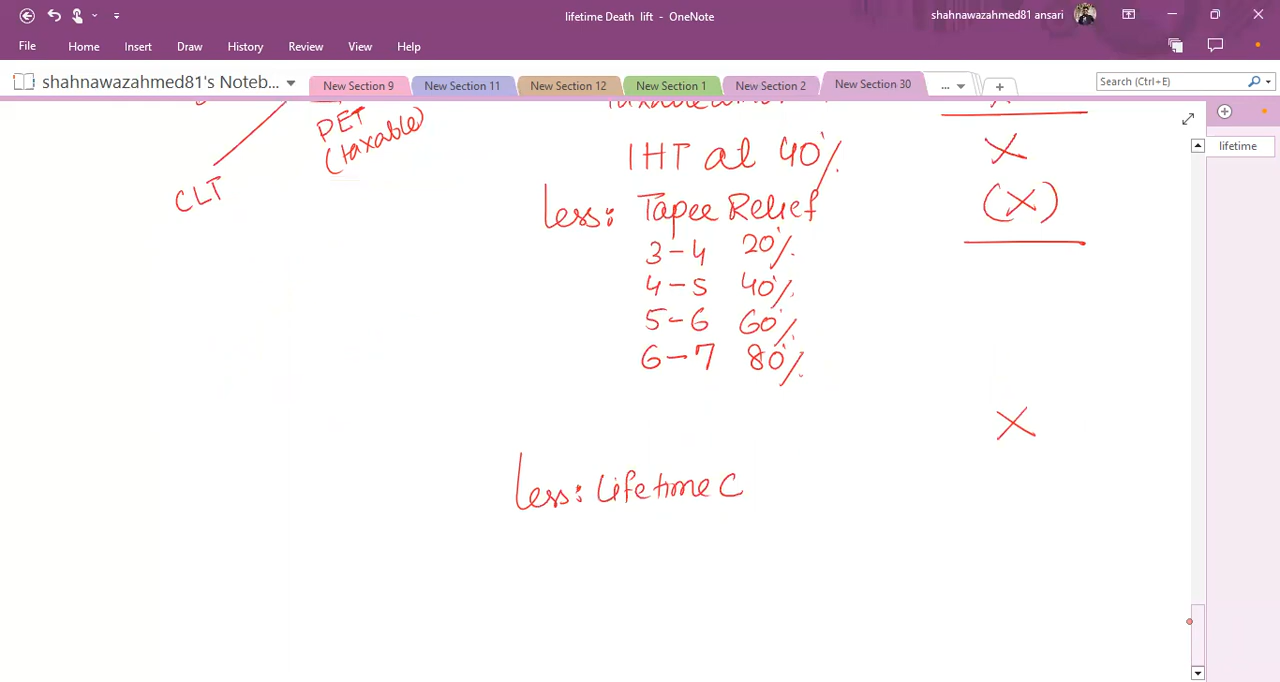 lifetime Death lift - OneNote
shahnawazahmed81 ansari
File Home Insert Draw History Review View Help
shahnawazahmed81's Noteb...
New Section 9 New Section 11 New Section 12 New Section 1 New Section 2 New Section 30 ...
Search (Ctrl+E)
lifetime
PET
(taxable)
CLT
X
IHT at 40% X
less: Tapee Relief (X)
3-4 20%
4-5 40%
5-6 60%
6-7 80%
X
Less: Lifetime C